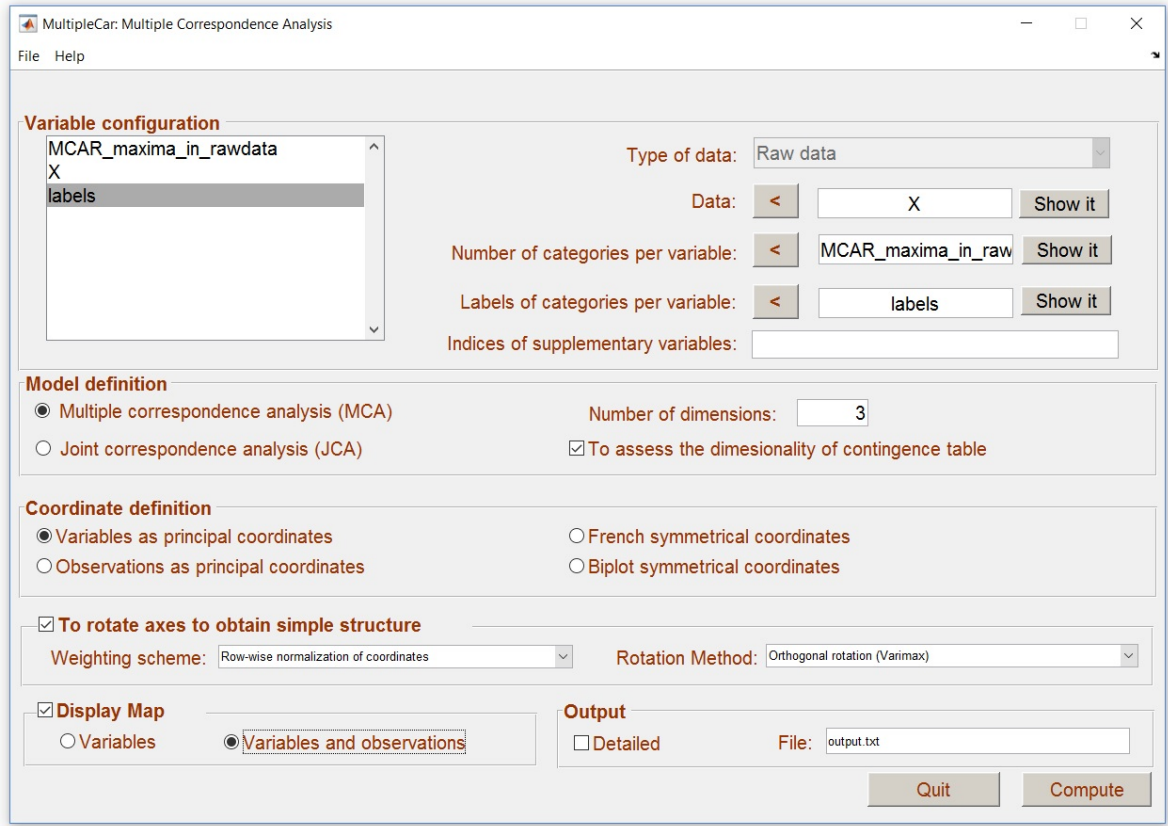 MultipleCar: Multiple Correspondence Analysis
File Help
Variable configuration
MCAR_maxima_in_rawdata
X
labels
Type of data: Raw data
Data: < X Show it
Number of categories per variable: < MCAR_maxima_in_raw Show it
Labels of categories per variable: < labels Show it
Indices of supplementary variables:
Model definition
Multiple correspondence analysis (MCA)
Number of dimensions: 3
Joint correspondence analysis (JCA)
To assess the dimesionality of contingence table
Coordinate definition
Variables as principal coordinates
French symmetrical coordinates
Observations as principal coordinates
Biplot symmetrical coordinates
To rotate axes to obtain simple structure
Weighting scheme: Row-wise normalization of coordinates
Rotation Method: Orthogonal rotation (Varimax)
Display Map
Variables
Variables and observations
Output
Detailed
File: output.txt
Quit
Compute